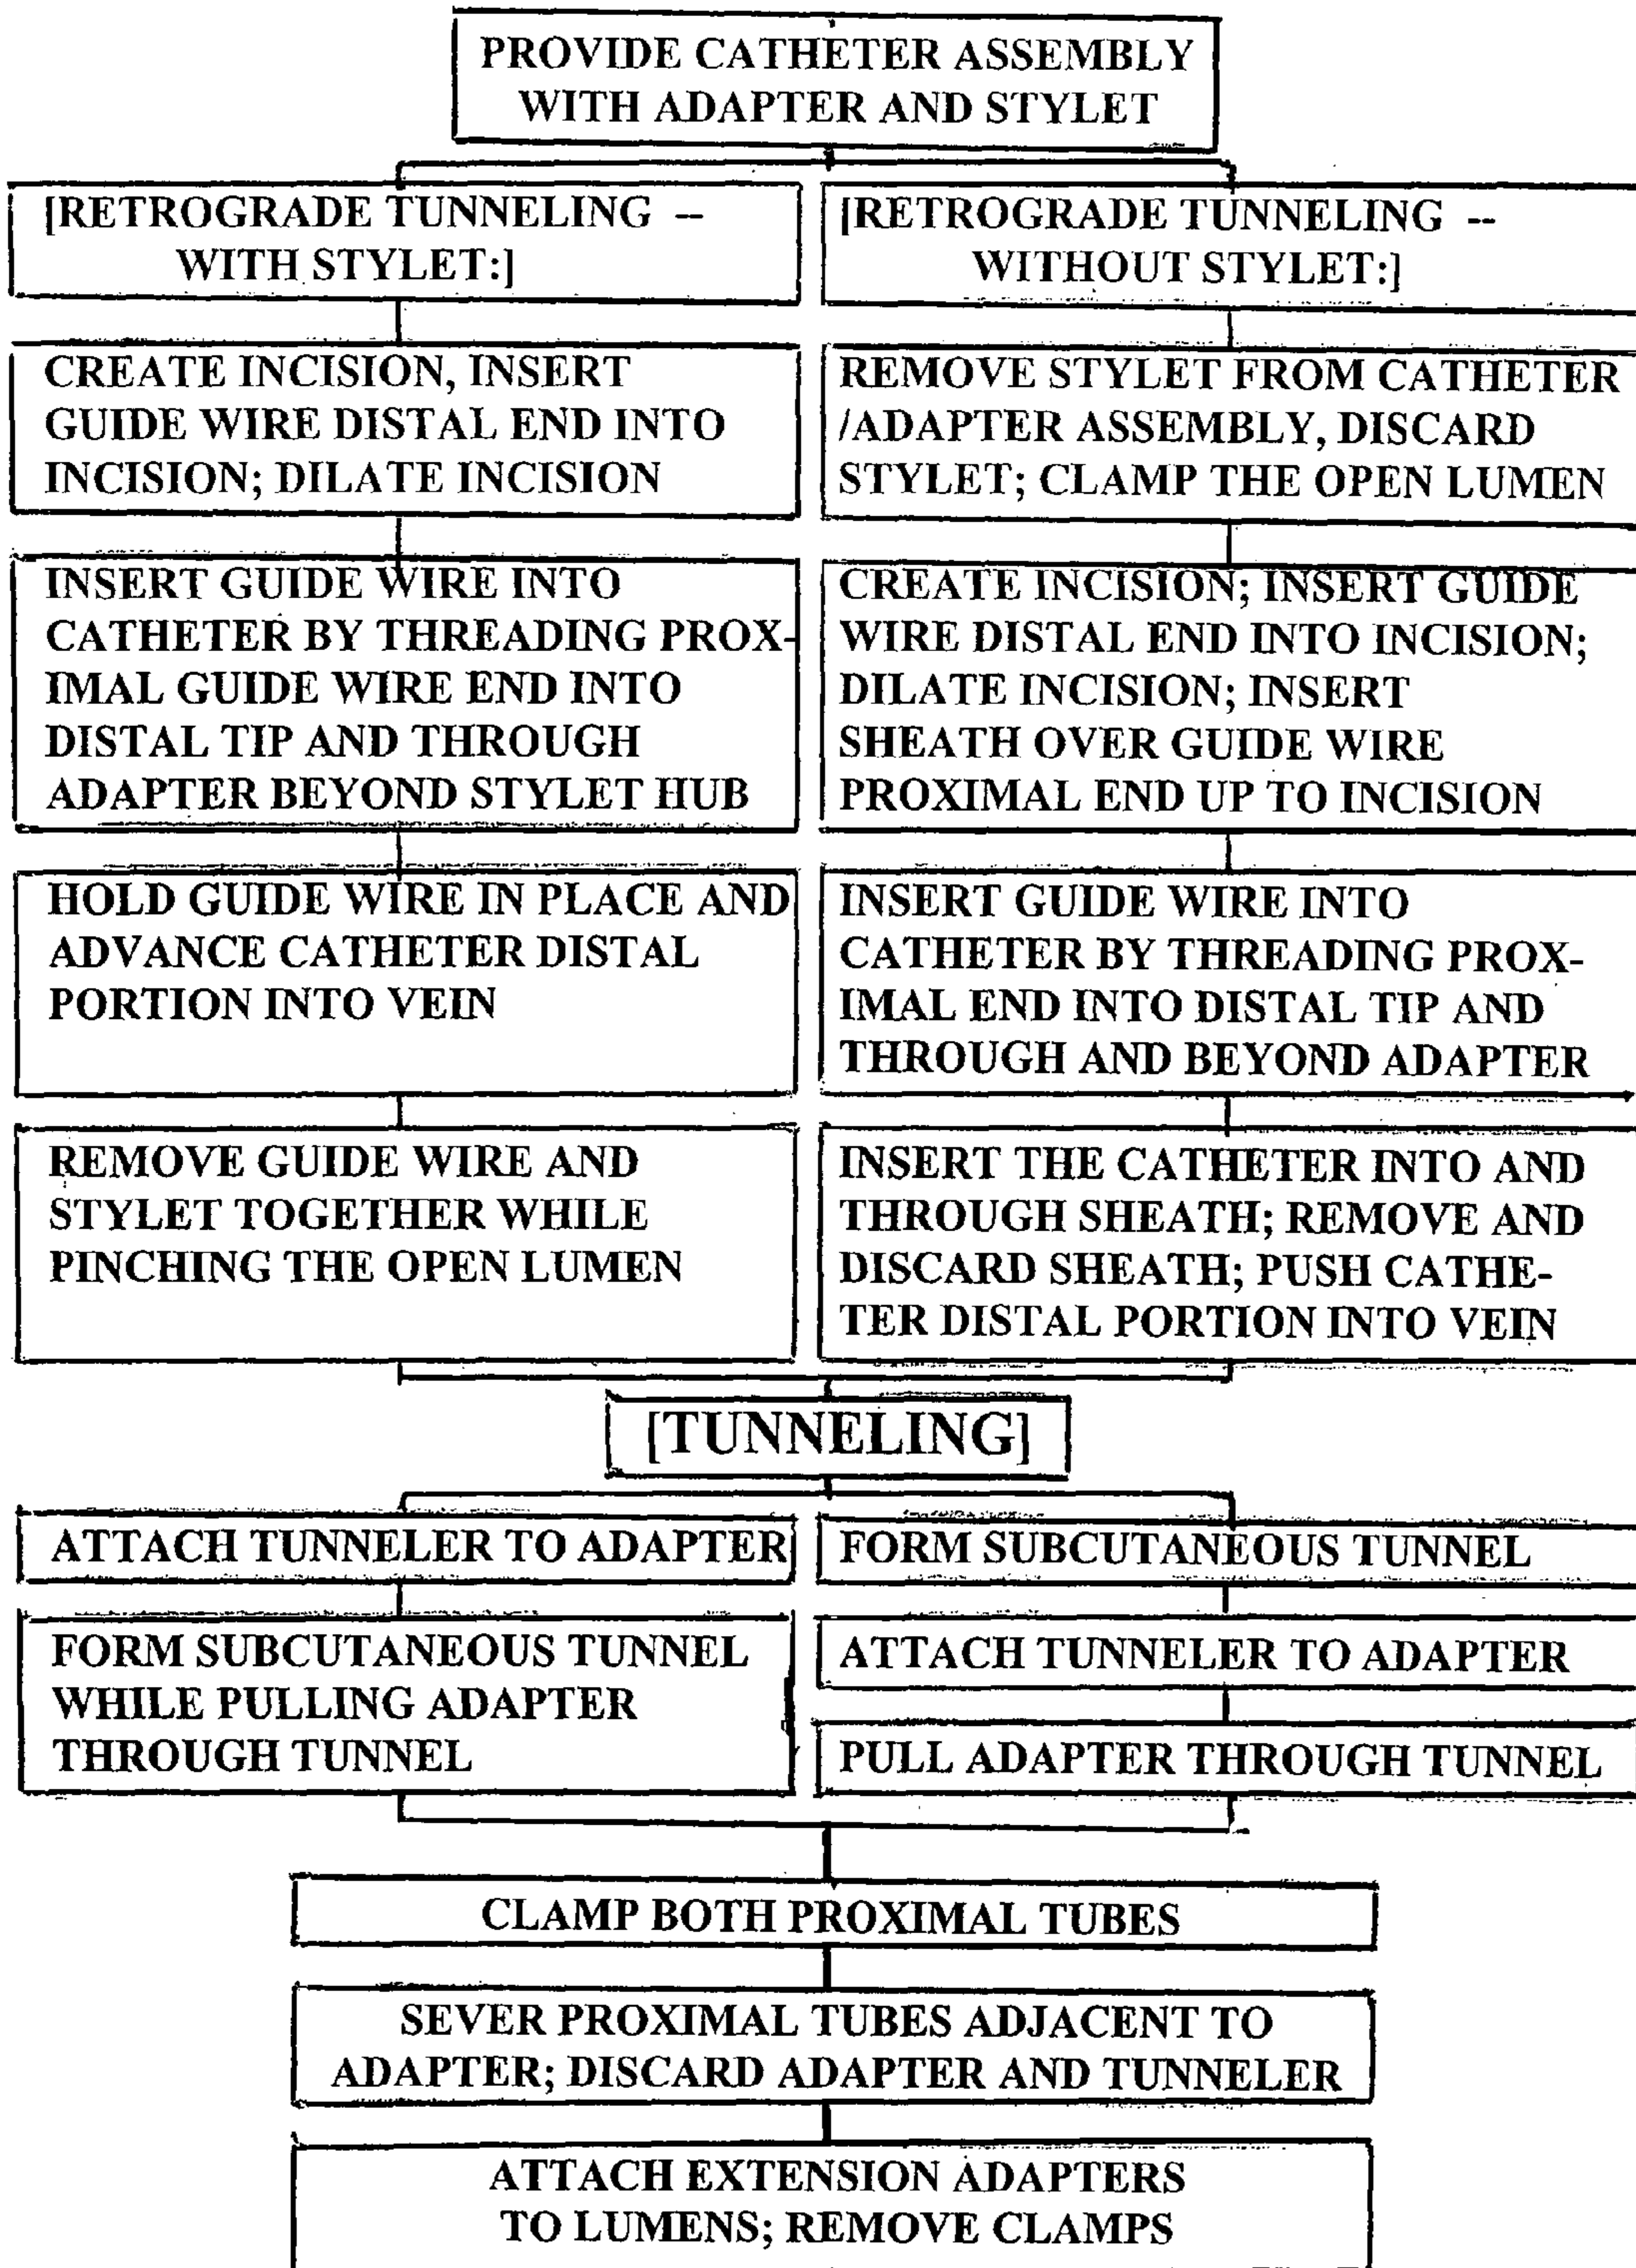 PROVIDE CATHETER ASSEMBLY
WITH ADAPTER AND STYLET
[RETROGRADE TUNNELING --
WITH STYLET:]
CREATE INCISION, INSERT
GUIDE WIRE DISTAL END INTO
INCISION; DILATE INCISION
INSERT GUIDE WIRE INTO
CATHETER BY THREADING PROX-
IMAL GUIDE WIRE END INTO
DISTAL TIP AND THROUGH
ADAPTER BEYOND STYLET HUB
HOLD GUIDE WIRE IN PLACE AND
ADVANCE CATHETER DISTAL
PORTION INTO VEIN
REMOVE GUIDE WIRE AND
STYLET TOGETHER WHILE
PINCHING THE OPEN LUMEN
[RETROGRADE TUNNELING --
WITHOUT STYLET:]
REMOVE STYLET FROM CATHETER
/ADAPTER ASSEMBLY, DISCARD
STYLET; CLAMP THE OPEN LUMEN
CREATE INCISION; INSERT GUIDE
WIRE DISTAL END INTO INCISION;
DILATE INCISION; INSERT
SHEATH OVER GUIDE WIRE
PROXIMAL END UP TO INCISION
INSERT GUIDE WIRE INTO
CATHETER BY THREADING PROX-
IMAL END INTO DISTAL TIP AND
THROUGH AND BEYOND ADAPTER
INSERT THE CATHETER INTO AND
THROUGH SHEATH; REMOVE AND
DISCARD SHEATH; PUSH CATHE-
TER DISTAL PORTION INTO VEIN
[TUNNELING]
ATTACH TUNNELER TO ADAPTER
FORM SUBCUTANEOUS TUNNEL
WHILE PULLING ADAPTER
THROUGH TUNNEL
FORM SUBCUTANEOUS TUNNEL
ATTACH TUNNELER TO ADAPTER
PULL ADAPTER THROUGH TUNNEL
CLAMP BOTH PROXIMAL TUBES
SEVER PROXIMAL TUBES ADJACENT TO
ADAPTER; DISCARD ADAPTER AND TUNNELER
ATTACH EXTENSION ADAPTERS
TO LUMENS; REMOVE CLAMPS